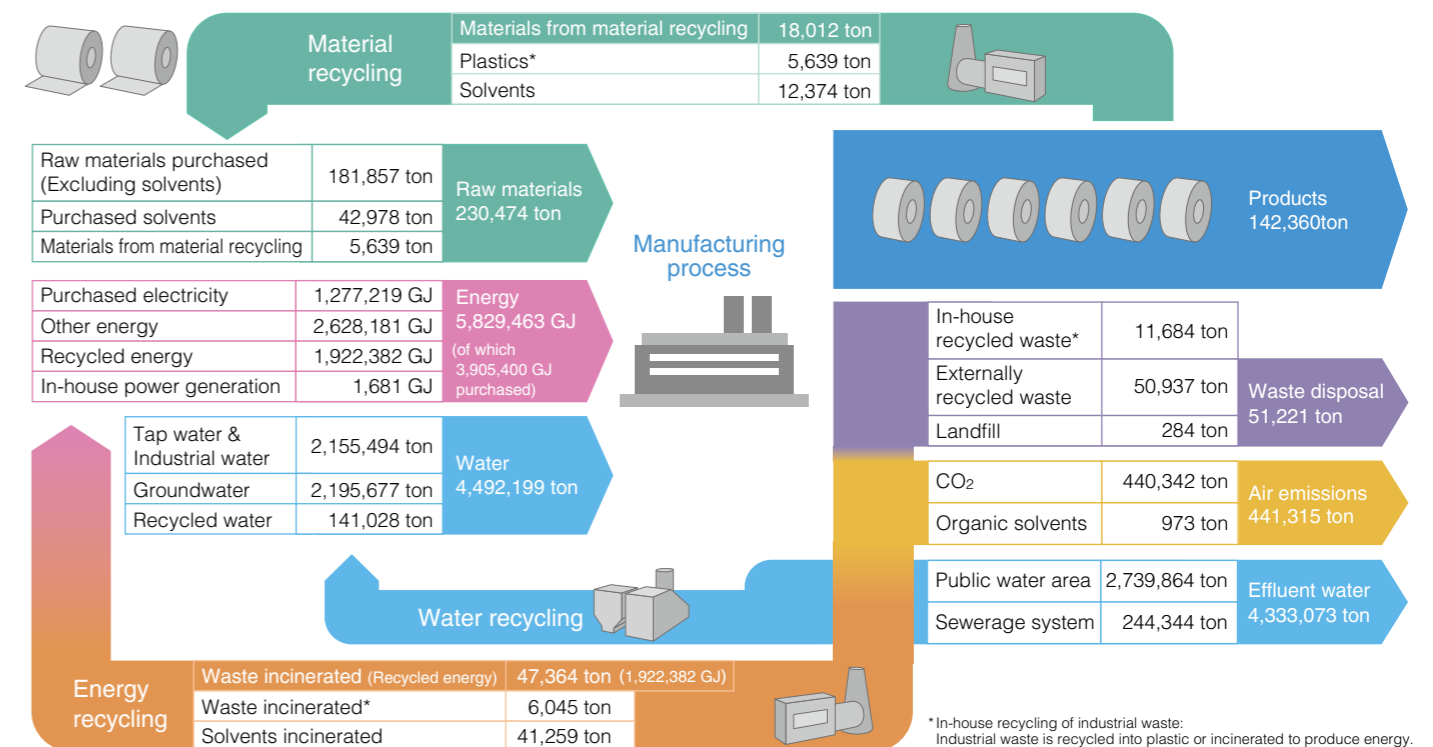 Material
recycling
Materials from material recycling 18,012 ton
Plastics* 5,639 ton
Solvents 12,374 ton
Raw materials purchased
(Excluding solvents)
181,857 ton
Purchased solvents 42,978 ton
Materials from material recycling 5,639 ton
Raw materials
230,474 ton
Manufacturing
process
Products
142,360ton
Purchased electricity 1,277,219 GJ
Other energy 2,628,181 GJ
Recycled energy 1,922,382 GJ
In-house power generation 1,681 GJ
Energy
5,829,463 GJ
(of which
3,905,400 GJ
purchased)
In-house
recycled waste*
11,684 ton
Externally
recycled waste
50,937 ton
Landfill 284 ton
Waste disposal
51,221 ton
Tap water &
Industrial water
2,155,494 ton
Groundwater 2,195,677 ton
Recycled water 141,028 ton
Water
4,492,199 ton
CO₂ 440,342 ton
Organic solvents 973 ton
Air emissions
441,315 ton
Water recycling
Public water area 2,739,864 ton
Sewerage system 244,344 ton
Effluent water
4,333,073 ton
Energy
recycling
Waste incinerated (Recycled energy) 47,364 ton (1,922,382 GJ)
Waste incinerated* 6,045 ton
Solvents incinerated 41,259 ton
* In-house recycling of industrial waste:
Industrial waste is recycled into plastic or incinerated to produce energy.